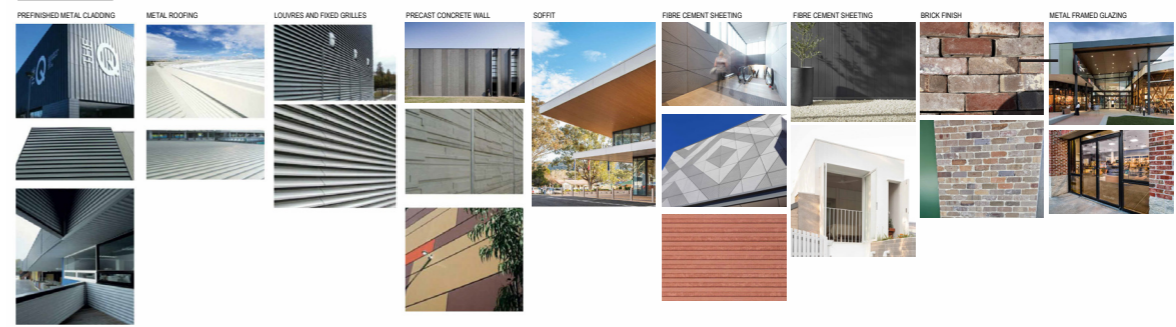 PREFINISHED METAL CLADDING
METAL ROOFING
LOUVRES AND FIXED GRILLES
PRECAST CONCRETE WALL
SOFFIT
FIBRE CEMENT SHEETING
FIBRE CEMENT SHEETING
BRICK FINISH
METAL FRAMED GLAZING